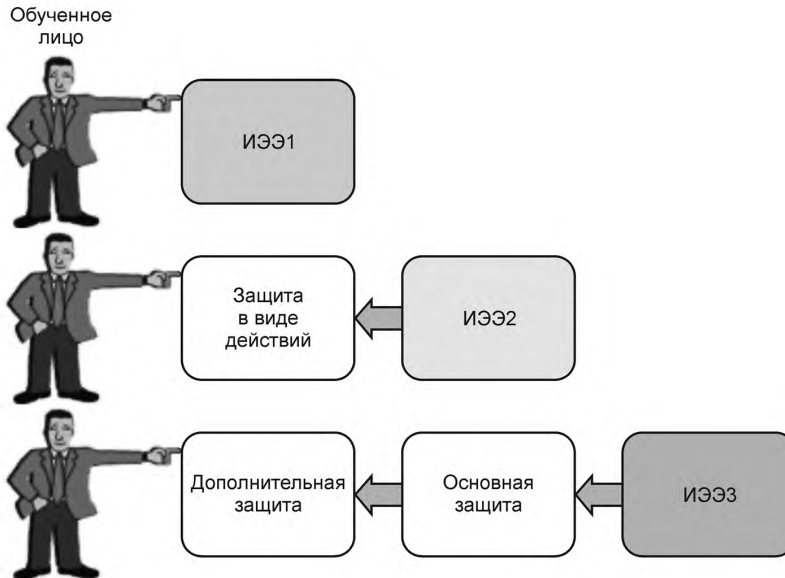 Обученное
лицо
ИЭЭ1
Защита
в виде
действий
ИЭЭ2
Дополнительная
защита
Основная
защита
ИЭЭ3